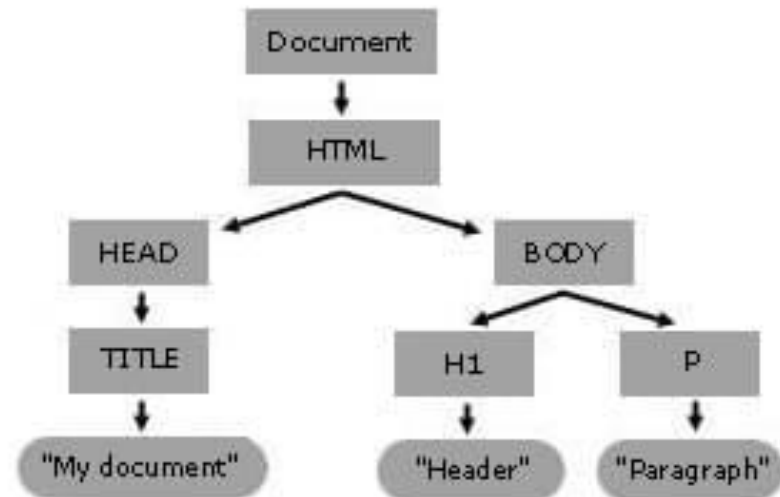 Document
HTML
HEAD
BODY
TITLE
H1
P
"My document"
"Header"
"Paragraph"